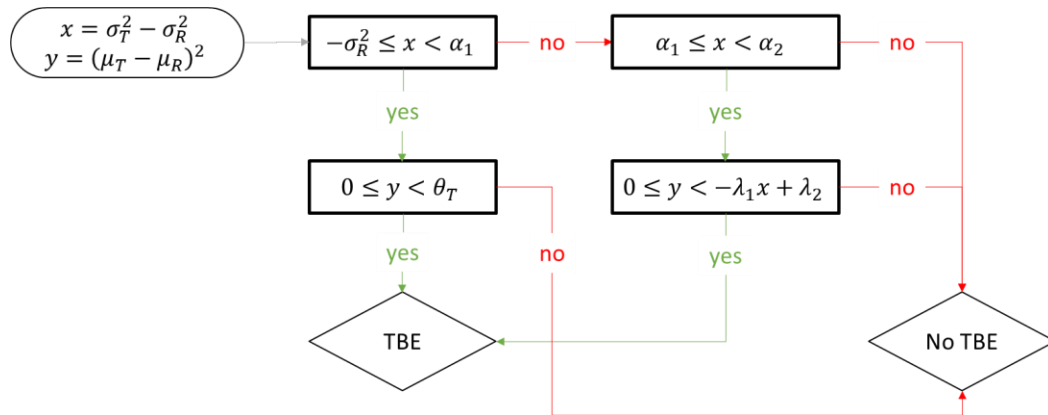 x = σ_T^2 − σ_R^2
y = (μ_T − μ_R)^2
−σ_R^2 ≤ x < α_1
no
α_1 ≤ x < α_2
no
yes
yes
0 ≤ y < θ_T
no
0 ≤ y < −λ_1x + λ_2
no
yes
yes
TBE
No TBE